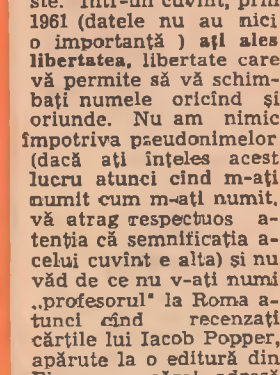 ste. Într-un cuvînt, prin
1961 (datele nu au nici
o importanță ) ați ales
libertatea, libertate care
vă permite să vă schim-
bați numele oricînd și
oriunde. Nu am nimic
împotriva pseudonimelor
(dacă ați înțeles acest
lucru atunci cînd m-ați
numit cum m-ați numit,
vă atrag respectuos a-
tenția că semnificația a-
celui cuvînt e alta) și nu
văd de ce nu v-ați numi
„profesorul" la Roma a-
tunci cînd recenzați
cărțile lui Iacob Popper,
apărute la o editură din